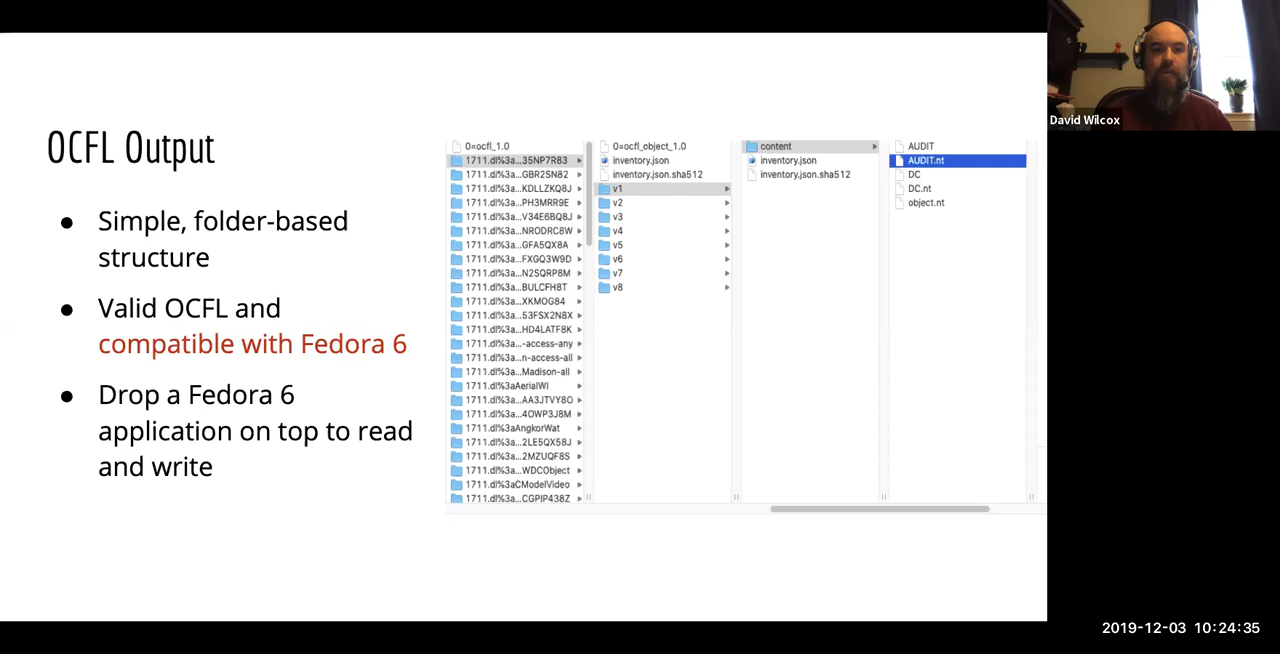 OCFL Output
● Simple, folder-based
structure
● Valid OCFL and
compatible with Fedora 6
● Drop a Fedora 6
application on top to read
and write
0=ocfl_1.0
1711.dl%3a...35NP7R83
1711.dl%3a...GBR2SN82
1711.dl%3a...KDLLZKQ8J
1711.dl%3a...PH3MRR9E
1711.dl%3a...V34E6BQ8J
1711.dl%3a...NRODRC8W
1711.dl%3a...GFA5QX8A
1711.dl%3a...FXGQ3W9D
1711.dl%3a...N2SQRP8M
1711.dl%3a...BULCFH8T
1711.dl%3a...XKMOG84
1711.dl%3a...53FSX2N8X
1711.dl%3a...HD4LATF8K
1711.dl%3a...-access-any
1711.dl%3a...n-access-all
1711.dl%3a...Madison-all
1711.dl%3aAerialWI
1711.dl%3a...AA3JTVY8O
1711.dl%3a...4OWP3J8M
1711.dl%3aAngkorWat
1711.dl%3a...2LE5QX58J
1711.dl%3a...2MZUQF8S
1711.dl%3a...WDCObject
1711.dl%3aCModelVideo
1711.dl%3a...CGPIP438Z
0=ocfl_object_1.0
inventory.json
inventory.json.sha512
v1
v2
v3
v4
v5
v6
v7
v8
content
inventory.json
inventory.json.sha512
AUDIT
AUDIT.nt
DC
DC.nt
object.nt
David Wilcox
2019-12-03 10:24:35